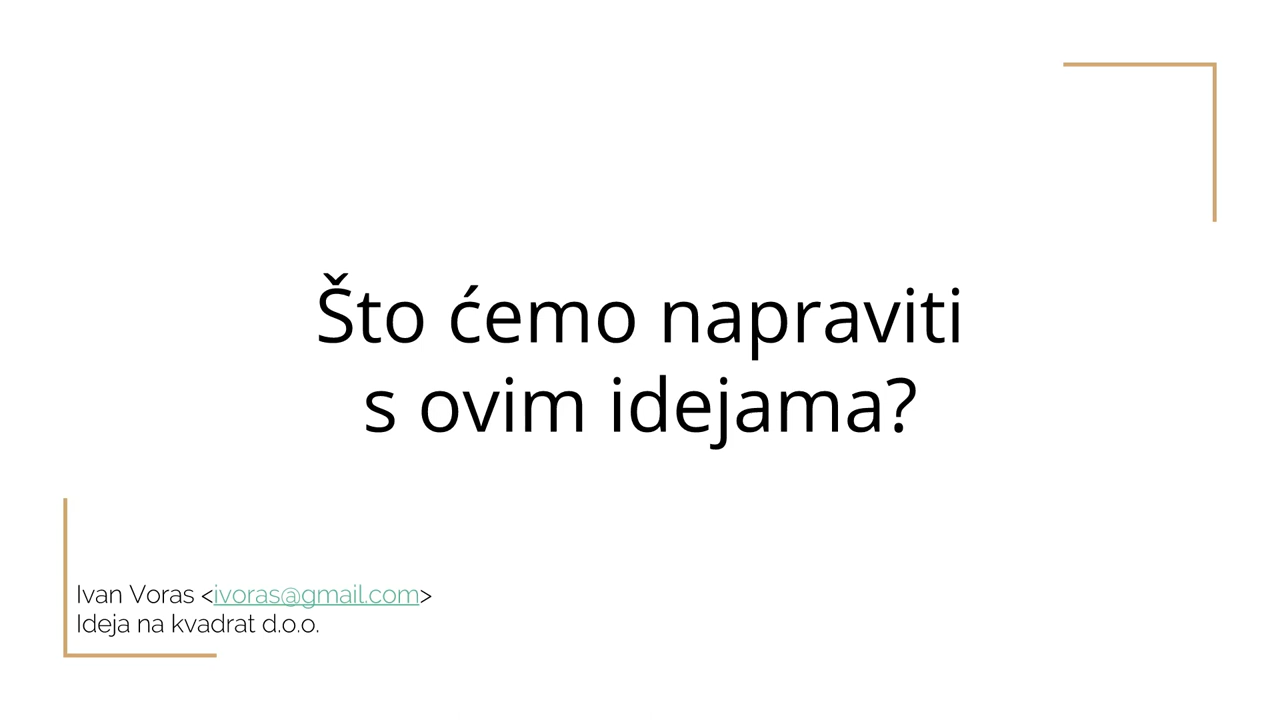 Što ćemo napraviti
s ovim idejama?
Ivan Voras <ivoras@gmail.com>
Ideja na kvadrat d.o.o.